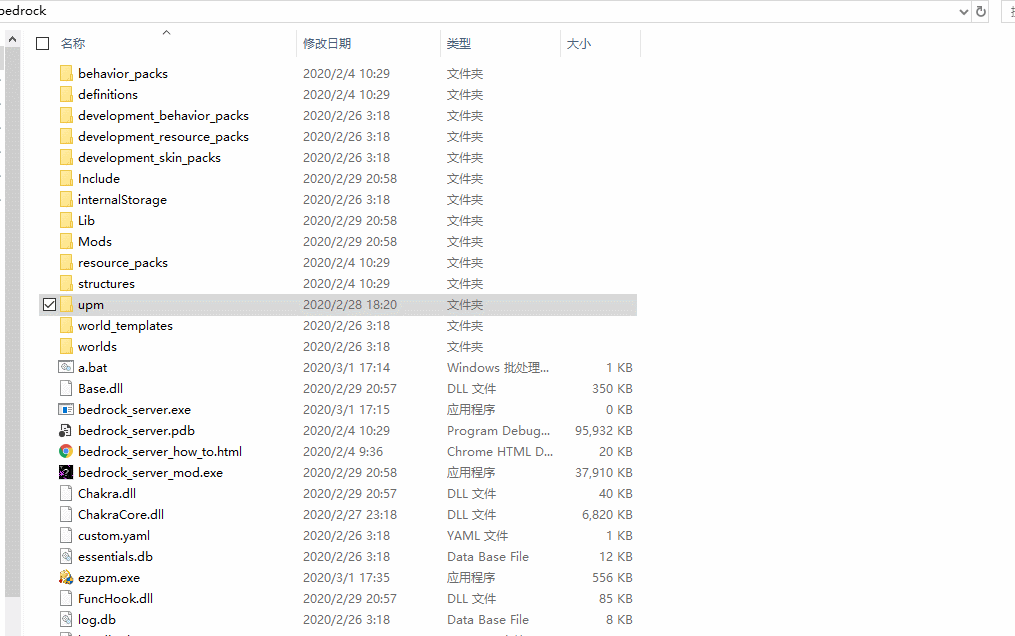 bedrock
名称 修改日期 类型 大小
behavior_packs 2020/2/4 10:29 文件夹
definitions 2020/2/4 10:29 文件夹
development_behavior_packs 2020/2/26 3:18 文件夹
development_resource_packs 2020/2/26 3:18 文件夹
development_skin_packs 2020/2/26 3:18 文件夹
Include 2020/2/29 20:58 文件夹
internalStorage 2020/2/26 3:18 文件夹
Lib 2020/2/29 20:58 文件夹
Mods 2020/2/29 20:58 文件夹
resource_packs 2020/2/4 10:29 文件夹
structures 2020/2/4 10:29 文件夹
upm 2020/2/28 18:20 文件夹
world_templates 2020/2/26 3:18 文件夹
worlds 2020/2/26 3:18 文件夹
a.bat 2020/3/1 17:14 Windows 批处理... 1 KB
Base.dll 2020/2/29 20:57 DLL 文件 350 KB
bedrock_server.exe 2020/3/1 17:15 应用程序 0 KB
bedrock_server.pdb 2020/2/4 10:29 Program Debug... 95,932 KB
bedrock_server_how_to.html 2020/2/4 9:36 Chrome HTML D... 20 KB
bedrock_server_mod.exe 2020/2/29 20:58 应用程序 37,910 KB
Chakra.dll 2020/2/29 20:57 DLL 文件 40 KB
ChakraCore.dll 2020/2/27 23:18 DLL 文件 6,820 KB
custom.yaml 2020/2/26 3:18 YAML 文件 1 KB
essentials.db 2020/2/26 3:18 Data Base File 12 KB
ezupm.exe 2020/3/1 17:35 应用程序 556 KB
FuncHook.dll 2020/2/29 20:57 DLL 文件 85 KB
log.db 2020/2/26 3:18 Data Base File 8 KB